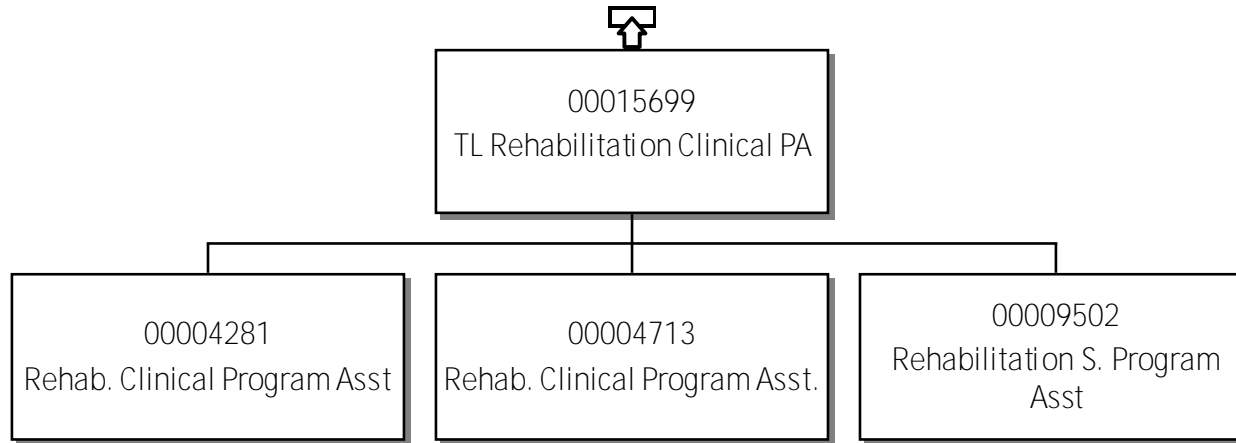 00015699
TL Rehabilitation Clinical PA
00004281
Rehab. Clinical Program Asst
00004713
Rehab. Clinical Program Asst.
00009502
Rehabilitation S. Program
Asst